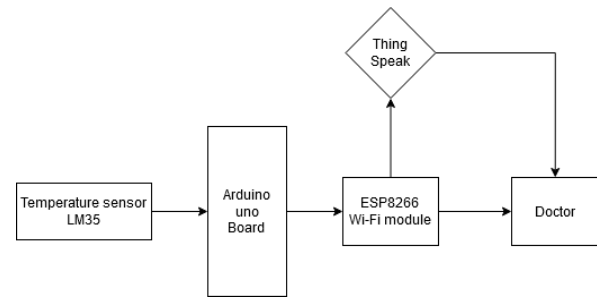 Thing
Speak
Temperature sensor
LM35
Arduino
uno
Board
ESP8266
Wi-Fi module
Doctor